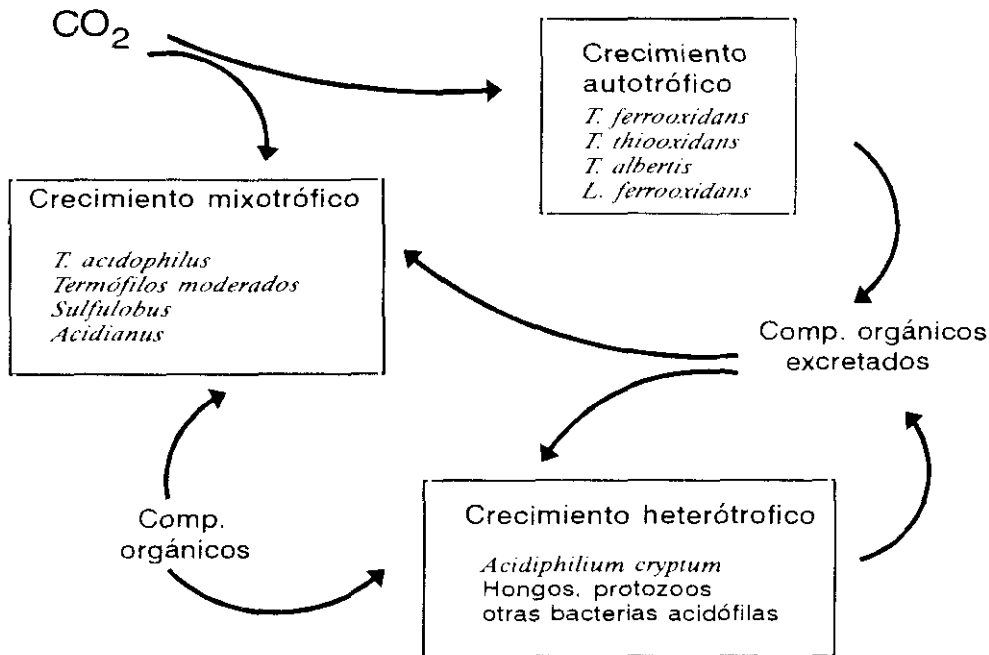 CO2
Crecimiento
autotrófico
T. ferrooxidans
T. thiooxidans
T. albertis
L. ferrooxidans
Crecimiento mixotrófico
T. acidophilus
Termófilos moderados
Sulfulobus
Acidianus
Comp. orgánicos
excretados
Comp.
orgánicos
Crecimiento heterótrofico
Acidiphilium cryptum
Hongos, protozoos
otras bacterias acidófilas